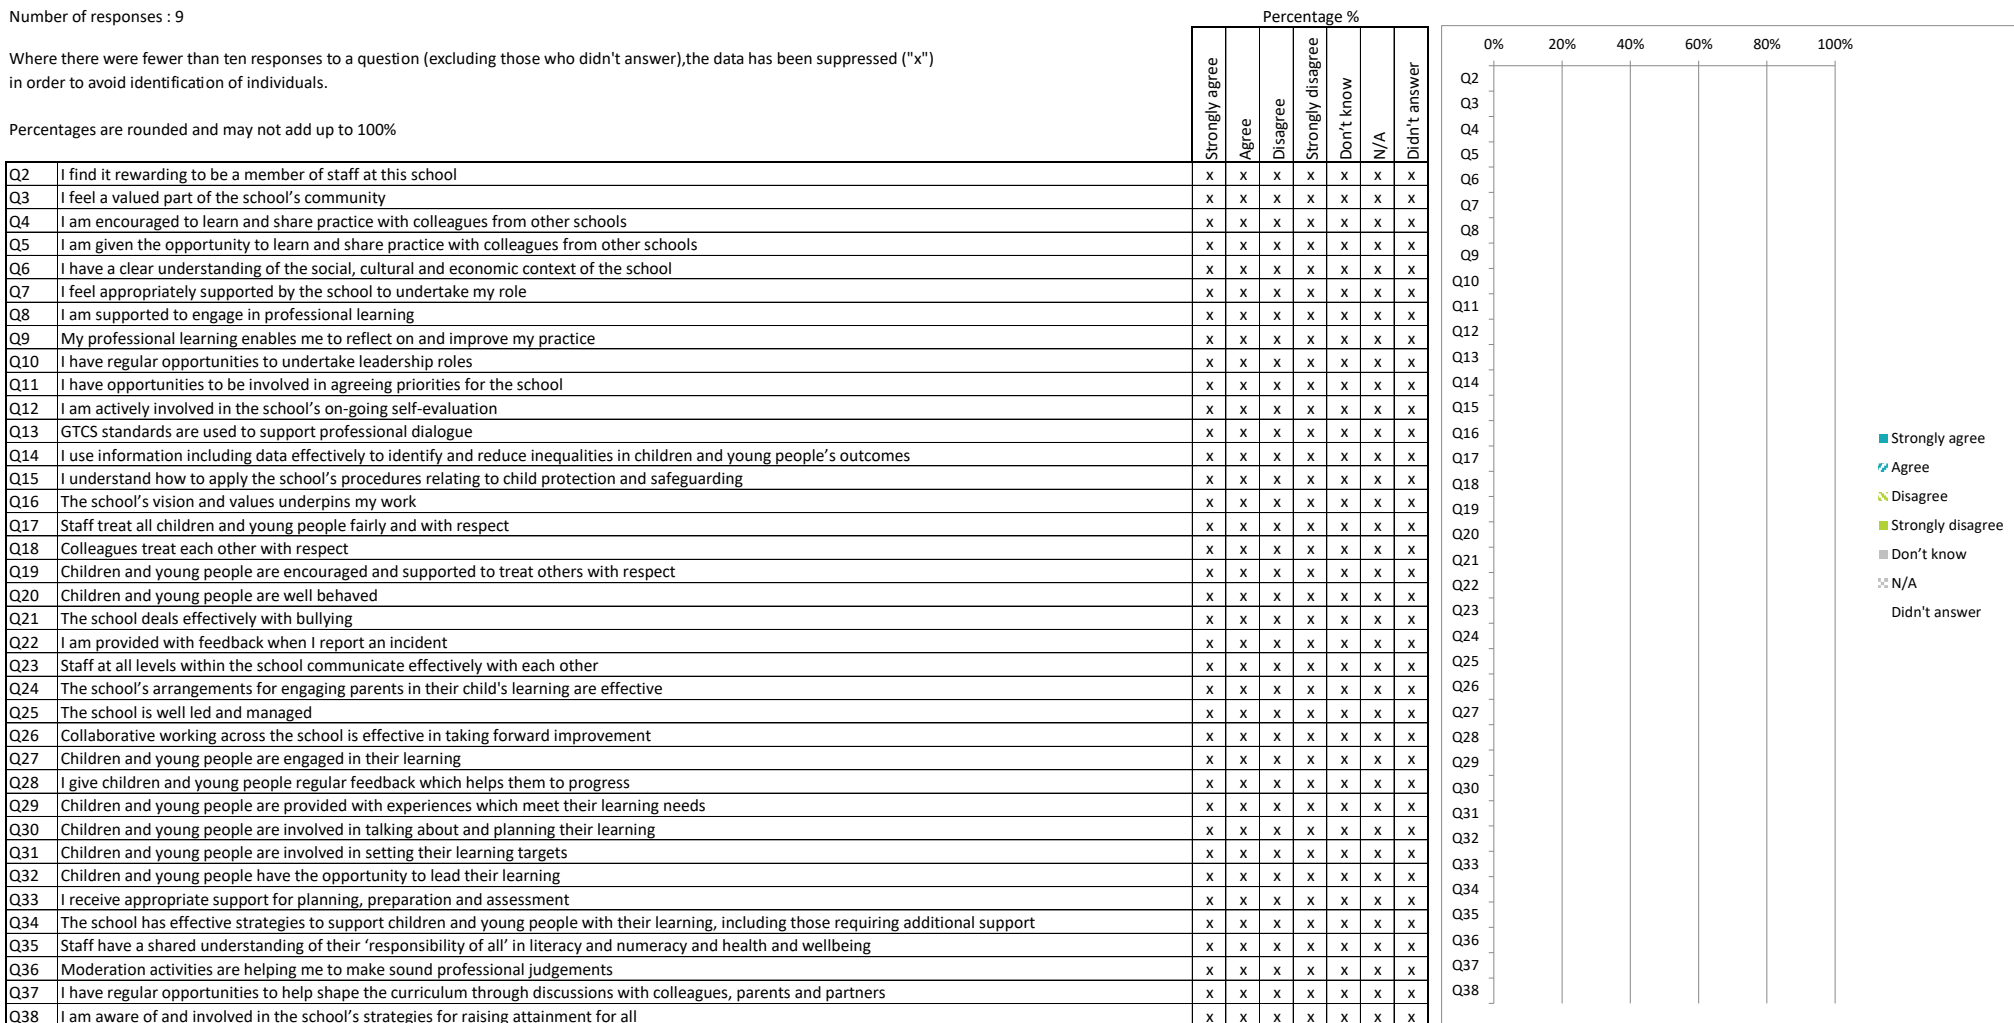 Number of responses : 9
Percentage %
Where there were fewer than ten responses to a question (excluding those who didn't answer),the data has been suppressed ("x")
in order to avoid identification of individuals.
Percentages are rounded and may not add up to 100%
Strongly agree
Agree
Disagree
Strongly disagree
Don't know
N/A
Didn't answer
Q2 I find it rewarding to be a member of staff at this school x x x x x x x
Q3 I feel a valued part of the school’s community x x x x x x x
Q4 I am encouraged to learn and share practice with colleagues from other schools x x x x x x x
Q5 I am given the opportunity to learn and share practice with colleagues from other schools x x x x x x x
Q6 I have a clear understanding of the social, cultural and economic context of the school x x x x x x x
Q7 I feel appropriately supported by the school to undertake my role x x x x x x x
Q8 I am supported to engage in professional learning x x x x x x x
Q9 My professional learning enables me to reflect on and improve my practice x x x x x x x
Q10 I have regular opportunities to undertake leadership roles x x x x x x x
Q11 I have opportunities to be involved in agreeing priorities for the school x x x x x x x
Q12 I am actively involved in the school’s on-going self-evaluation x x x x x x x
Q13 GTCS standards are used to support professional dialogue x x x x x x x
Q14 I use information including data effectively to identify and reduce inequalities in children and young people’s outcomes x x x x x x x
Q15 I understand how to apply the school’s procedures relating to child protection and safeguarding x x x x x x x
Q16 The school’s vision and values underpins my work x x x x x x x
Q17 Staff treat all children and young people fairly and with respect x x x x x x x
Q18 Colleagues treat each other with respect x x x x x x x
Q19 Children and young people are encouraged and supported to treat others with respect x x x x x x x
Q20 Children and young people are well behaved x x x x x x x
Q21 The school deals effectively with bullying x x x x x x x
Q22 I am provided with feedback when I report an incident x x x x x x x
Q23 Staff at all levels within the school communicate effectively with each other x x x x x x x
Q24 The school’s arrangements for engaging parents in their child's learning are effective x x x x x x x
Q25 The school is well led and managed x x x x x x x
Q26 Collaborative working across the school is effective in taking forward improvement x x x x x x x
Q27 Children and young people are engaged in their learning x x x x x x x
Q28 I give children and young people regular feedback which helps them to progress x x x x x x x
Q29 Children and young people are provided with experiences which meet their learning needs x x x x x x x
Q30 Children and young people are involved in talking about and planning their learning x x x x x x x
Q31 Children and young people are involved in setting their learning targets x x x x x x x
Q32 Children and young people have the opportunity to lead their learning x x x x x x x
Q33 I receive appropriate support for planning, preparation and assessment x x x x x x x
Q34 The school has effective strategies to support children and young people with their learning, including those requiring additional support x x x x x x x
Q35 Staff have a shared understanding of their ‘responsibility of all’ in literacy and numeracy and health and wellbeing x x x x x x x
Q36 Moderation activities are helping me to make sound professional judgements x x x x x x x
Q37 I have regular opportunities to help shape the curriculum through discussions with colleagues, parents and partners x x x x x x x
Q38 I am aware of and involved in the school’s strategies for raising attainment for all x x x x x x x
0% 20% 40% 60% 80% 100%
Q2
Q3
Q4
Q5
Q6
Q7
Q8
Q9
Q10
Q11
Q12
Q13
Q14
Q15
Q16
Q17
Q18
Q19
Q20
Q21
Q22
Q23
Q24
Q25
Q26
Q27
Q28
Q29
Q30
Q31
Q32
Q33
Q34
Q35
Q36
Q37
Q38
Strongly agree
Agree
Disagree
Strongly disagree
Don’t know
N/A
Didn't answer